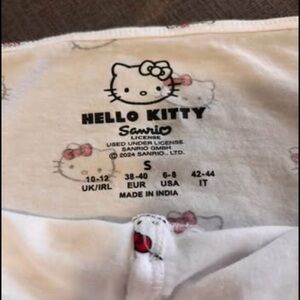 HELLO KITTY
Sanrio
LICENSE
USED UNDER LICENSE
SANRIO GMBH
© 2024 SANRIO., LTD.
S
10-12 38-40 6-8 42-44
UK/IRL EUR USA IT
MADE IN INDIA